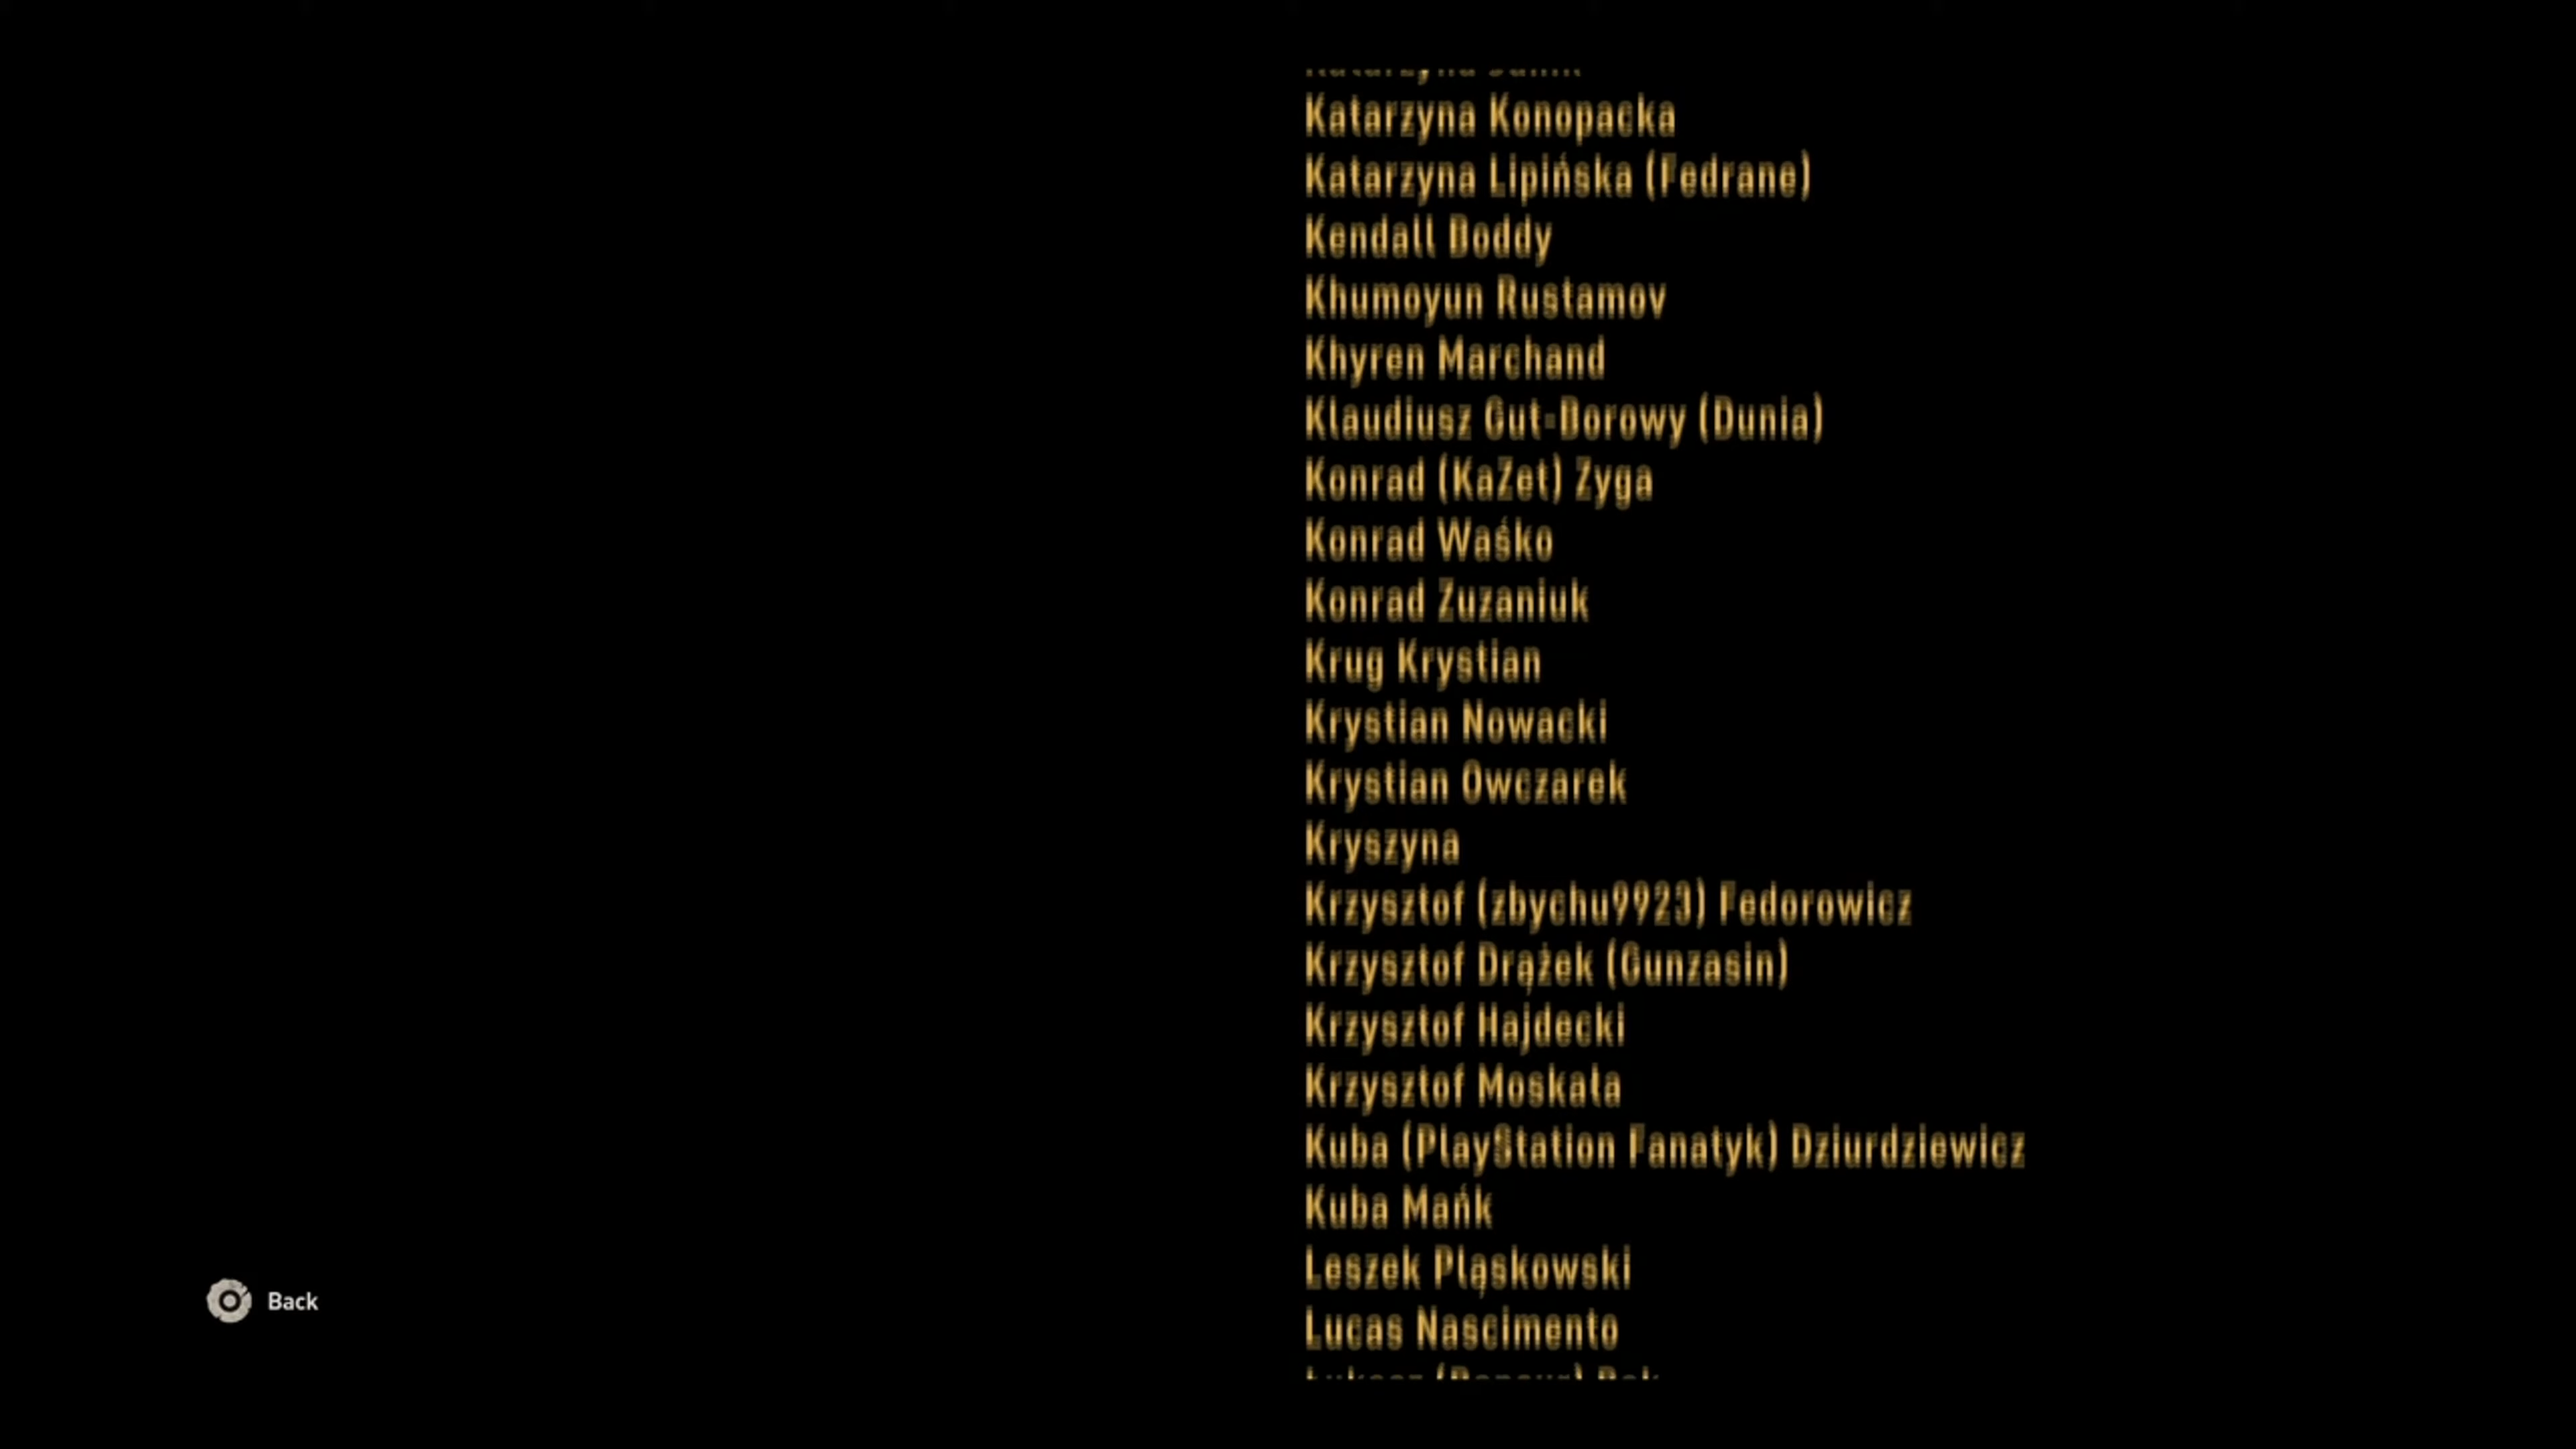 Katarzyna
Katarzyna Konopacka
Katarzyna Lipińska (Fedrane)
Kendall Boddy
Khumoyun Rustamov
Khyren Marchand
Klaudiusz Gut-Borowy (Dunia)
Konrad (KaZet) Zyga
Konrad Waśko
Konrad Zuzaniuk
Krug Krystian
Krystian Nowacki
Krystian Owczarek
Kryszyna
Krzysztof (zbychu9923) Fedorowicz
Krzysztof Drążek (Gunzasin)
Krzysztof Hajdecki
Krzysztof Moskała
Kuba (PlayStation Fanatyk) Dziurdziewicz
Kuba Mańk
Leszek Pląskowski
Lucas Nascimento
Back